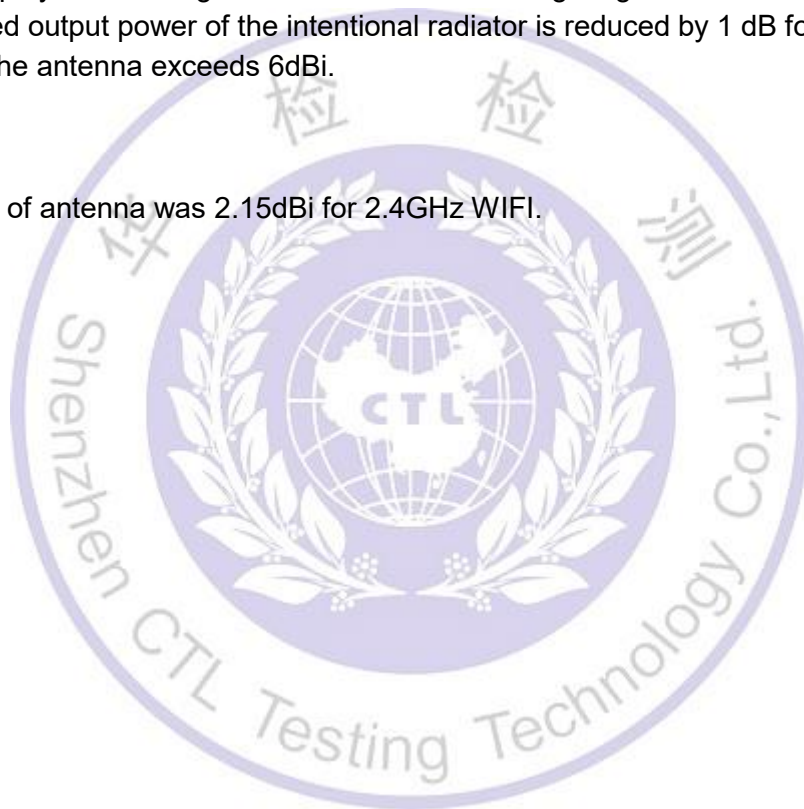 ed output power of the intentional radiator is reduced by 1 dB fo
he antenna exceeds 6dBi.
of antenna was 2.15dBi for 2.4GHz WIFI.
华 检 检 测
CTL
Shenzhen CTL Testing Technology Co., Ltd.